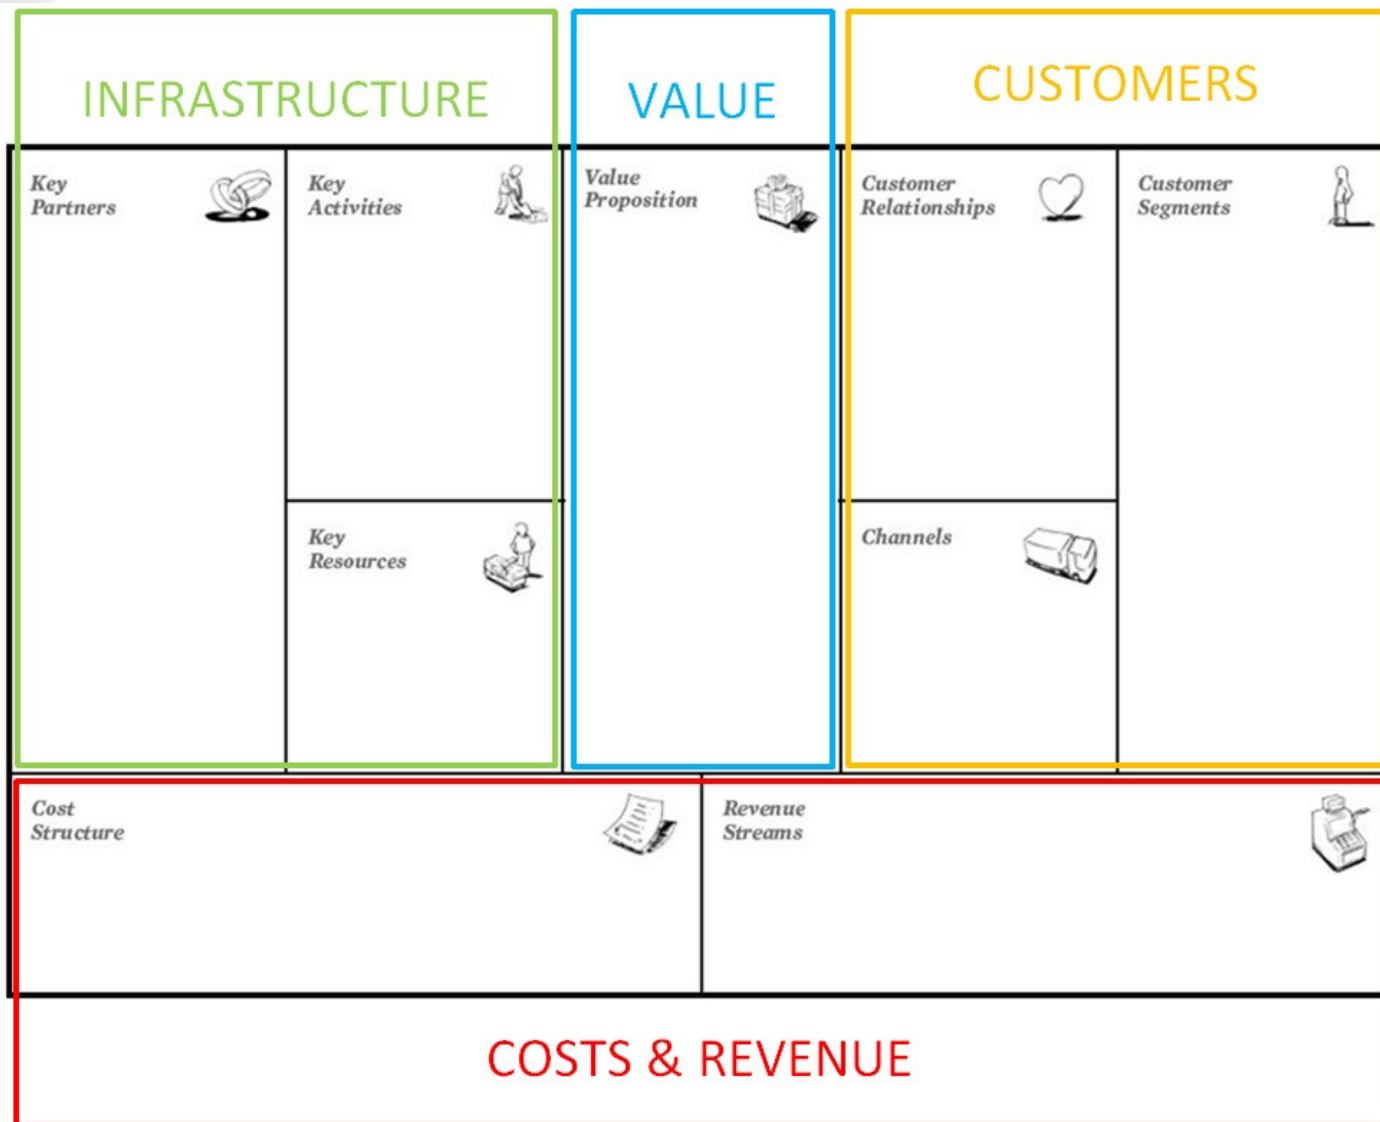 INFRASTRUCTURE
VALUE
CUSTOMERS
Key
Partners
Key
Activities
Value
Proposition
Customer
Relationships
Customer
Segments
Key
Resources
Channels
Cost
Structure
Revenue
Streams
COSTS & REVENUE